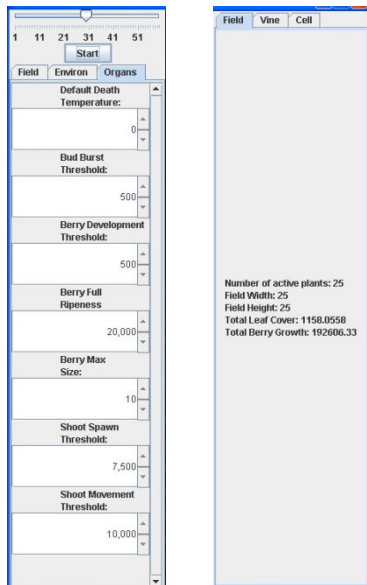 1 11 21 31 41 51
Start
Field Environ Organs
Default Death
Temperature:
0
Bud Burst
Threshold:
500
Berry Development
Threshold:
500
Berry Full
Ripeness
20,000
Berry Max
Size:
10
Shoot Spawn
Threshold:
7,500
Shoot Movement
Threshold:
10,000
Field Vine Cell
Number of active plants: 25
Field Width: 25
Field Height: 25
Total Leaf Cover: 1158.0558
Total Berry Growth: 192606.33